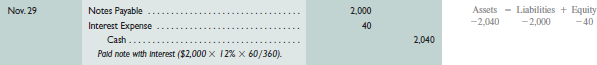 Nov. 29 Notes Payable ........................... 2,000 Assets = Liabilities + Equity
Interest Expense ........................ 40 −2,040 −2,000 −40
Cash ............................... 2,040
Paid note with interest ($2,000 × 12% × 60/360).